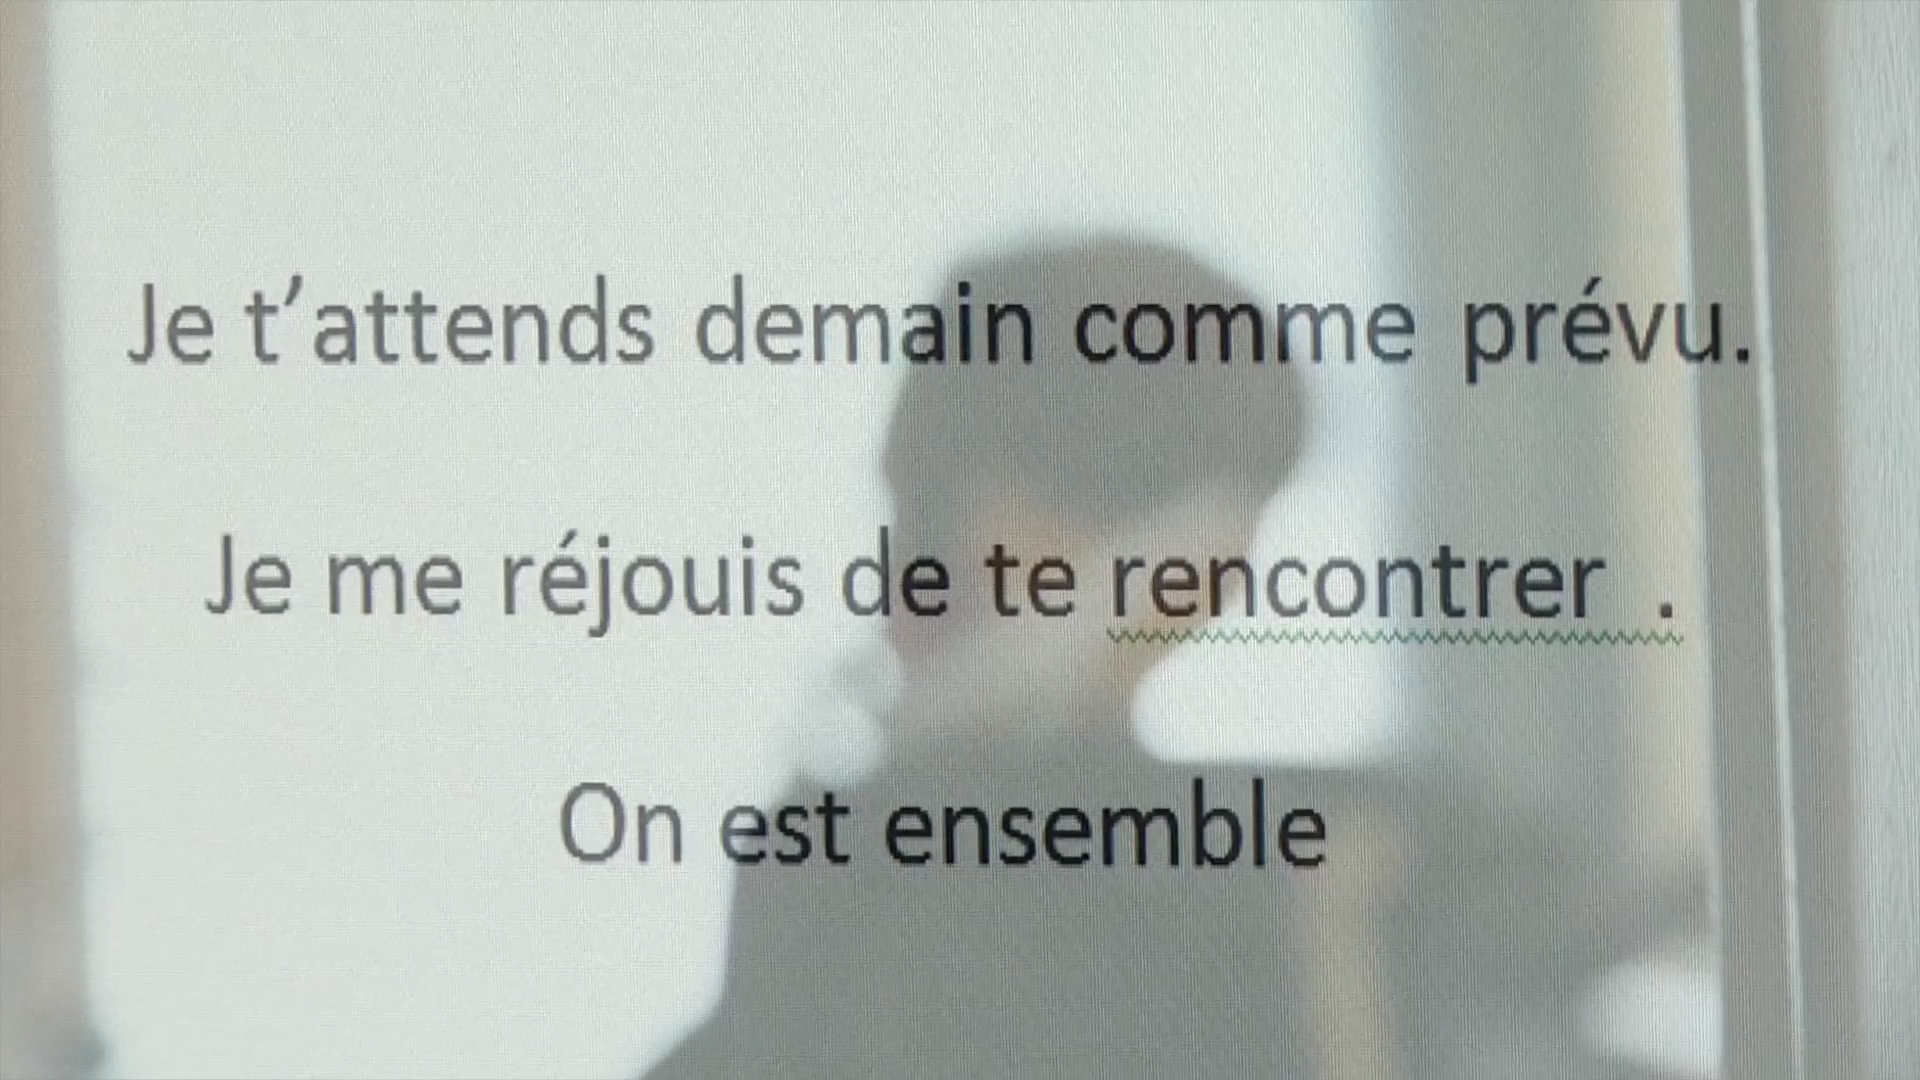 Je t’attends demain comme prévu.
Je me réjouis de te rencontrer .
On est ensemble